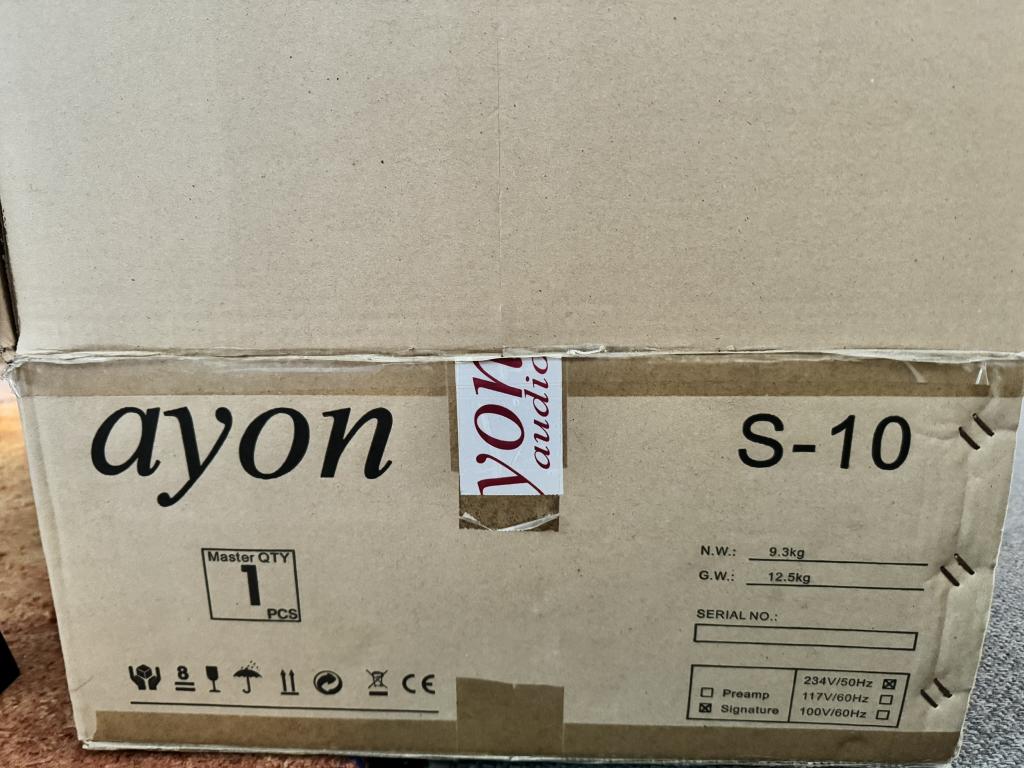 ayon
yon
audio
S-10
Master QTY
1
PCS
N.W.: 9.3kg
G.W.: 12.5kg
SERIAL NO.:
8
CE
Preamp
Signature
234V/50Hz
117V/60Hz
100V/60Hz